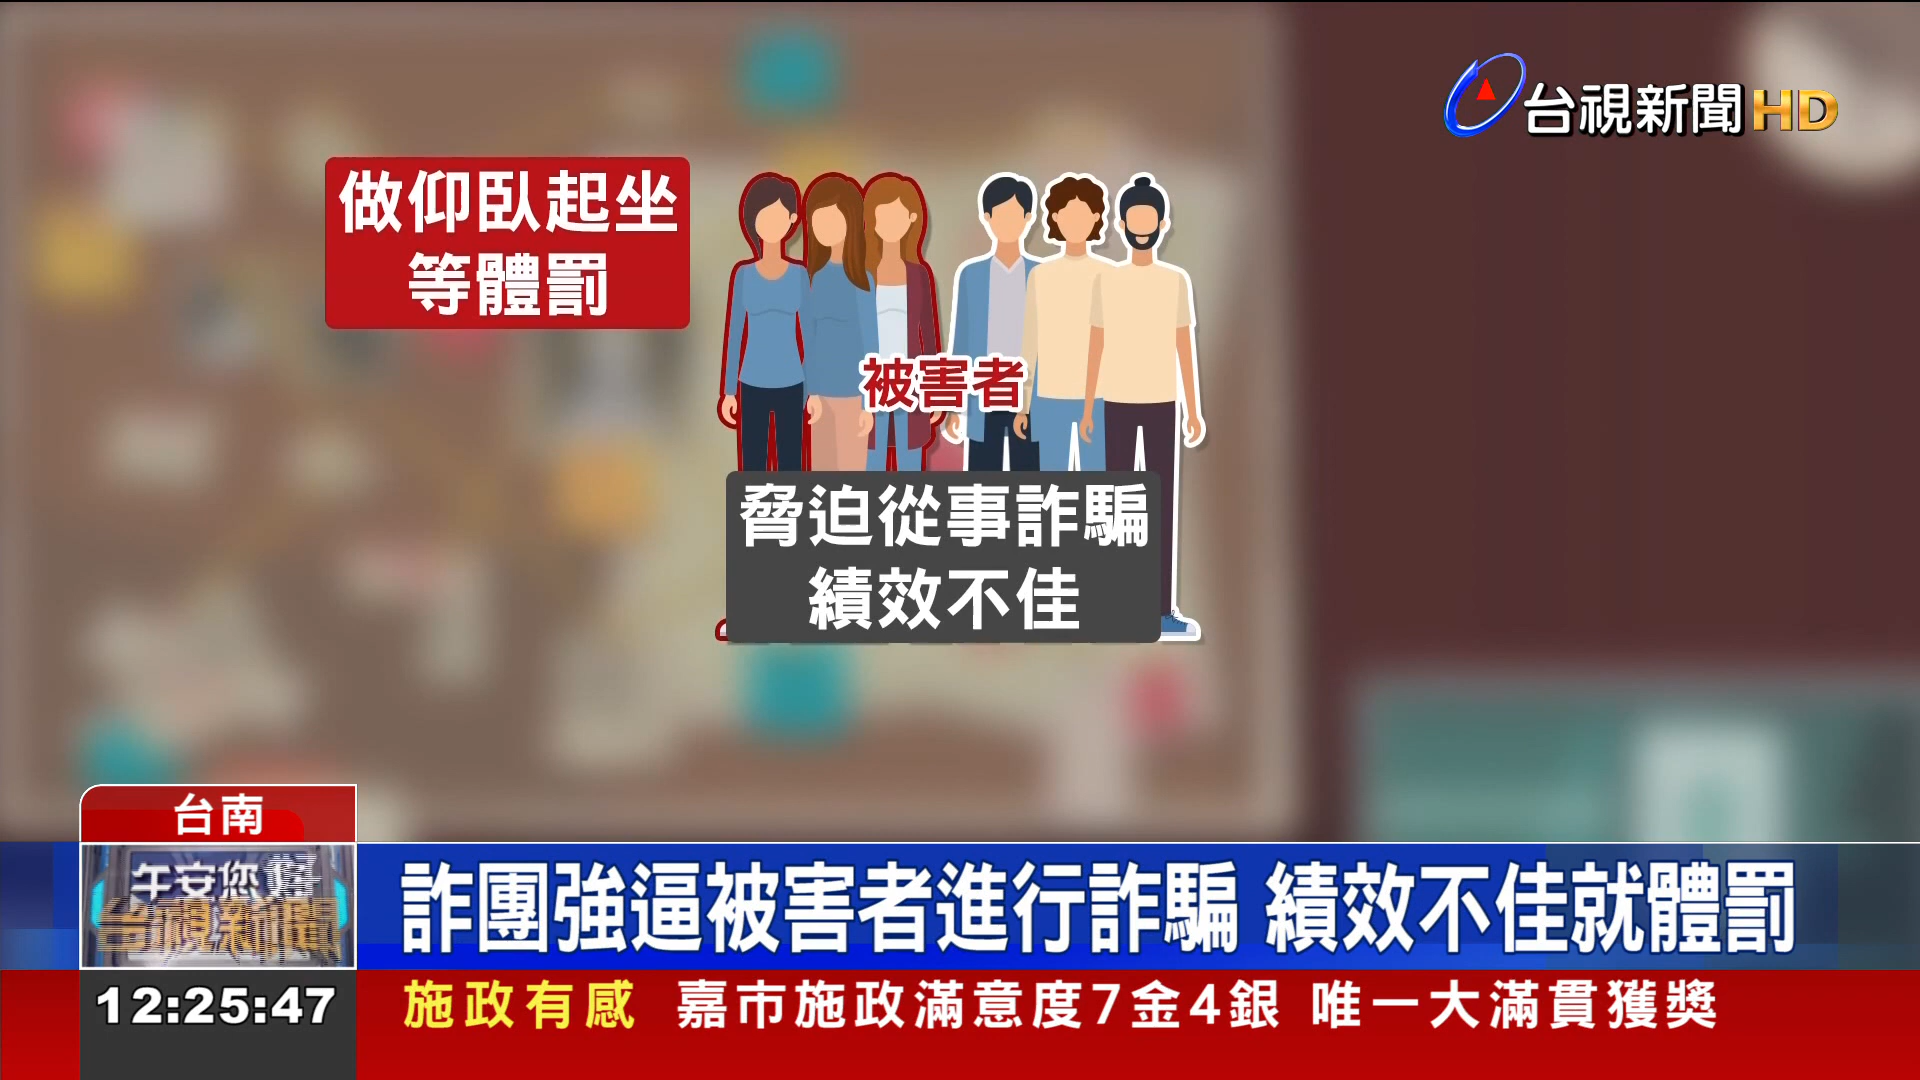 台視新聞HD
做仰臥起坐
等體罰
被害者
脅迫從事詐騙
績效不佳
台南
午安您好
台視新聞
詐團強逼被害者進行詐騙 績效不佳就體罰
12:25:47
施政有感 嘉市施政滿意度7金4銀 唯一大滿貫獲獎